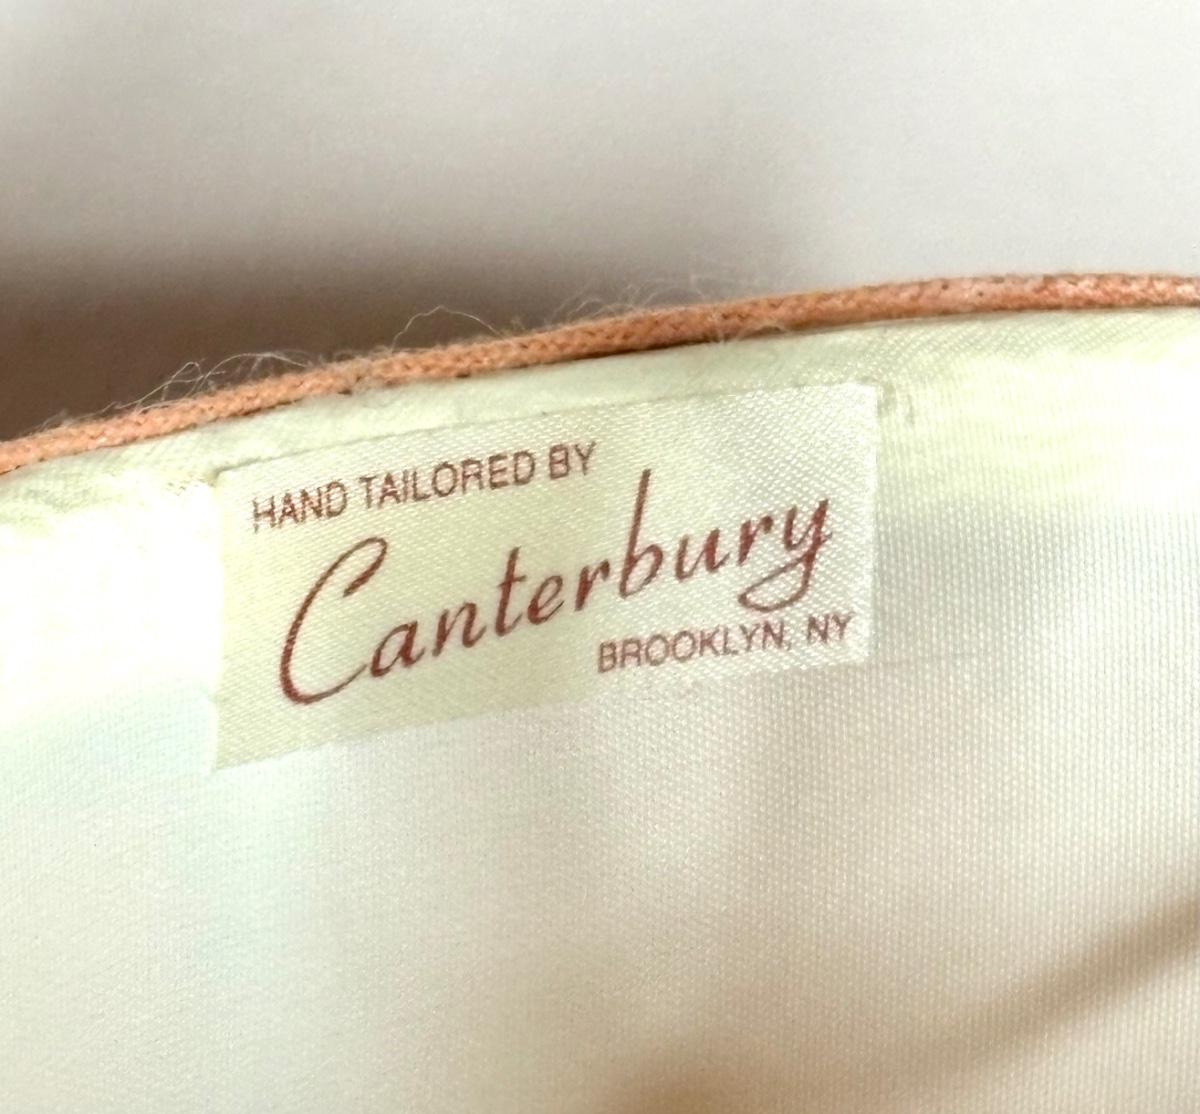 HAND TAILORED BY
Canterbury
BROOKLYN, NY